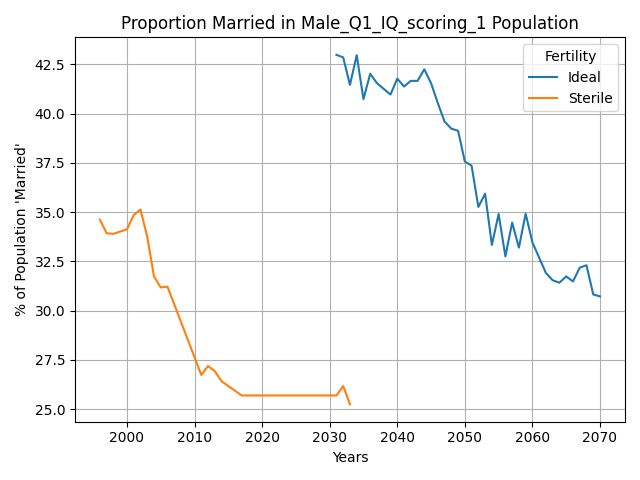 Proportion Married in Male_Q1_IQ_scoring_1 Population
% of Population 'Married'
42.5
40.0
37.5
35.0
32.5
30.0
27.5
25.0
Fertility
Ideal
Sterile
2000 2010 2020 2030 2040 2050 2060 2070
Years